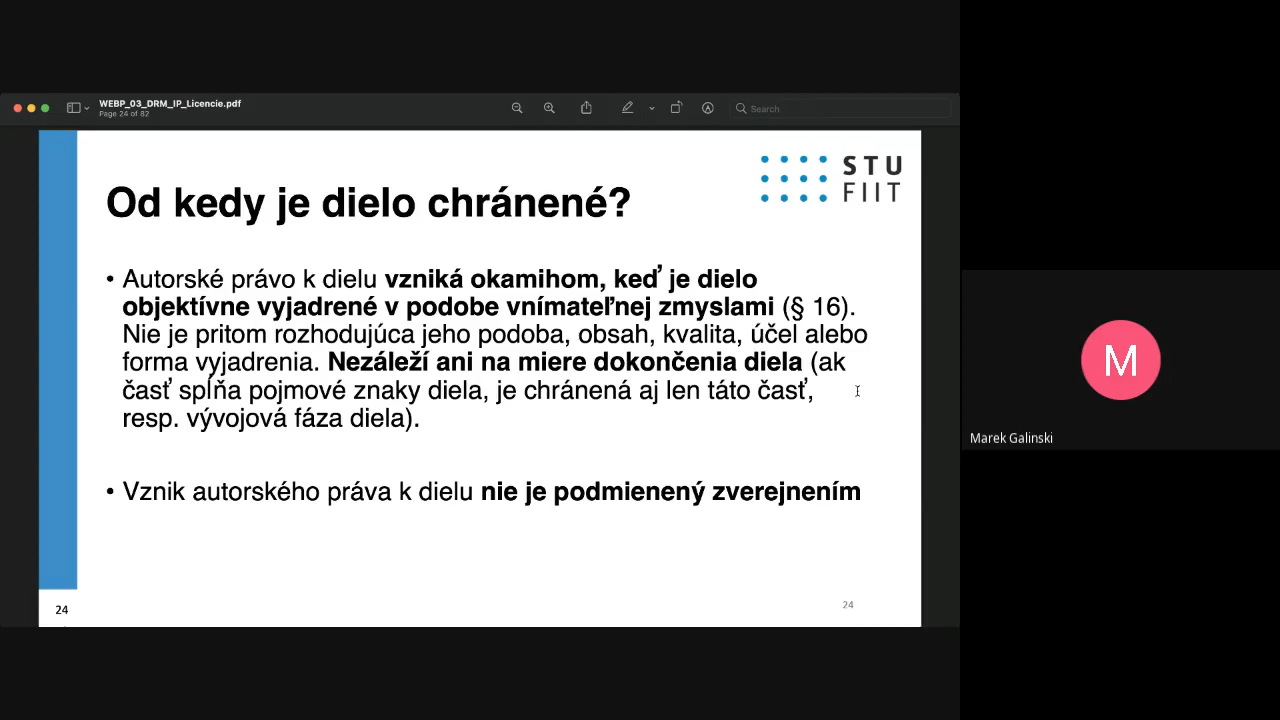 WEBP_03_DRM_IP_Licencie.pdf
Page 24 of 82
Search
STU
FIIT
Od kedy je dielo chránené?
• Autorské právo k dielu vzniká okamihom, keď je dielo
objektívne vyjadrené v podobe vnímateľnej zmyslami (§ 16).
Nie je pritom rozhodujúca jeho podoba, obsah, kvalita, účel alebo
forma vyjadrenia. Nezáleží ani na miere dokončenia diela (ak
časť spĺňa pojmové znaky diela, je chránená aj len táto časť,
resp. vývojová fáza diela).
• Vznik autorského práva k dielu nie je podmienený zverejnením
24
24
M
Marek Galinski